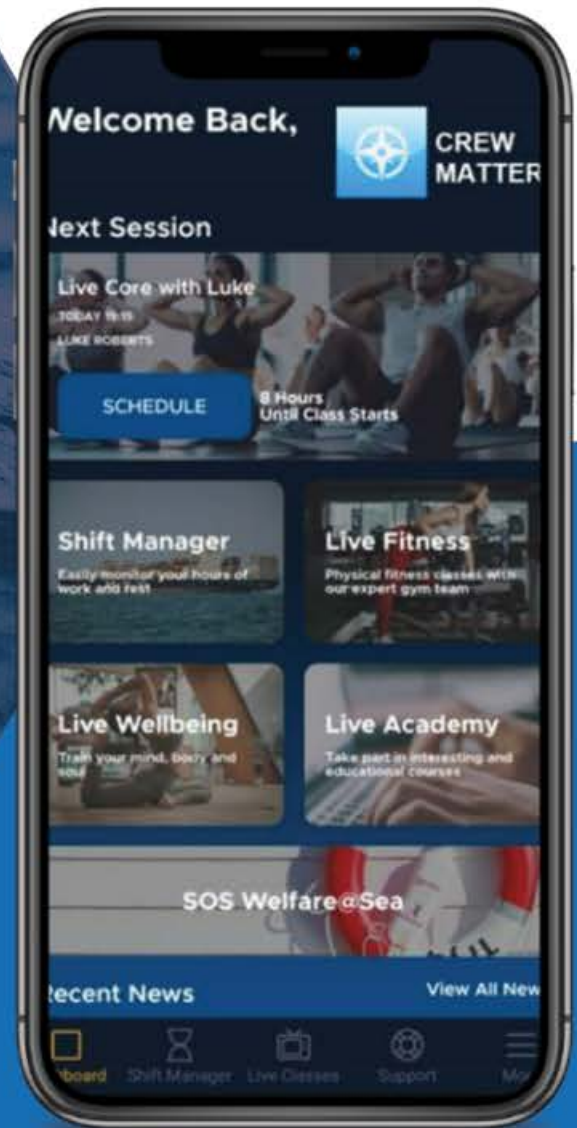 Welcome Back,
CREW
MATTER
Next Session
Live Core with Luke
TODAY 19:15
LUKE ROBERTS
SCHEDULE
8 Hours
Until Class Starts
Shift Manager
Easily monitor your hours of
work and rest
Live Fitness
Physical fitness classes with
our expert gym team
Live Wellbeing
Train your mind, body and
soul
Live Academy
Take part in interesting and
educational courses
SOS Welfare@Sea
Recent News
View All New
board
Shift Manager
Live Classes
Support
Mor